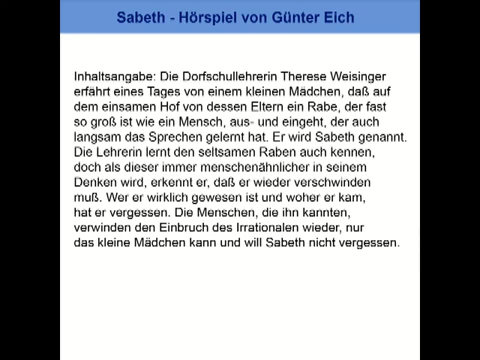 Sabeth - Hörspiel von Günter Eich
Inhaltsangabe: Die Dorfschullehrerin Therese Weisinger
erfährt eines Tages von einem kleinen Mädchen, daß auf
dem einsamen Hof von dessen Eltern ein Rabe, der fast
so groß ist wie ein Mensch, aus- und eingeht, der auch
langsam das Sprechen gelernt hat. Er wird Sabeth genannt.
Die Lehrerin lernt den seltsamen Raben auch kennen,
doch als dieser immer menschenähnlicher in seinem
Denken wird, erkennt er, daß er wieder verschwinden
muß. Wer er wirklich gewesen ist und woher er kam,
hat er vergessen. Die Menschen, die ihn kannten,
verwinden den Einbruch des Irrationalen wieder, nur
das kleine Mädchen kann und will Sabeth nicht vergessen.